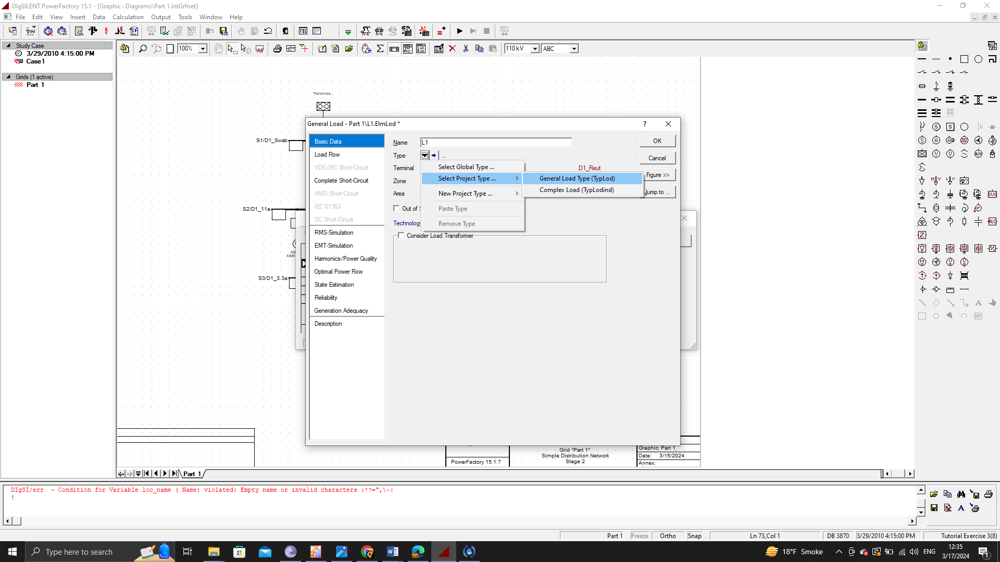 DIgSILENT PowerFactory 15.1 - [Graphic : Diagrams\Part 1.IntGrfnet]
File Edit View Insert Data Calculation Output Tools Window Help
100%
110 kV
ABC
Study Case
3/29/2010 4:15:00 PM
Case1
Grids (1 active)
Part 1
Transmiss..
S1/D1_Swab
S2/D1_11a
S3/D1_3.3a
General Load - Part 1\L1.ElmLod *
?
Basic Data
Load Flow
VDE/IEC Short-Circuit
Complete Short-Circuit
ANSI Short-Circuit
IEC 61363
DC Short-Circuit
RMS-Simulation
EMT-Simulation
Harmonics/Power Quality
Optimal Power Flow
State Estimation
Reliability
Generation Adequacy
Description
Name L1
Type ...
Terminal D1_Reut
Zone
Area
Out of S
Technology
Consider Load Transformer
Select Global Type ...
Select Project Type ...
New Project Type ...
Paste Type
Remove Type
General Load Type (TypLod)
Complex Load (TypLodind)
OK
Cancel
Figure >>
Jump to ...
PowerFactory 15.1.7
Grid "Part 1"
Simple Distribution Network
Stage 2
Graphic: Part 1
Date: 3/15/2024
Annex:
Part 1
DIgSI/err - Condition for Variable loc_name ( Name) violated: Empty name or invalid characters :*?=",\~|
!
Part 1 Freeze Ortho Snap Ln 73,Col 1 DB 3870 3/29/2010 4:15:00 PM Tutorial Exercise 3(8)
Type here to search
18°F Smoke
ENG
12:35
3/17/2024
1